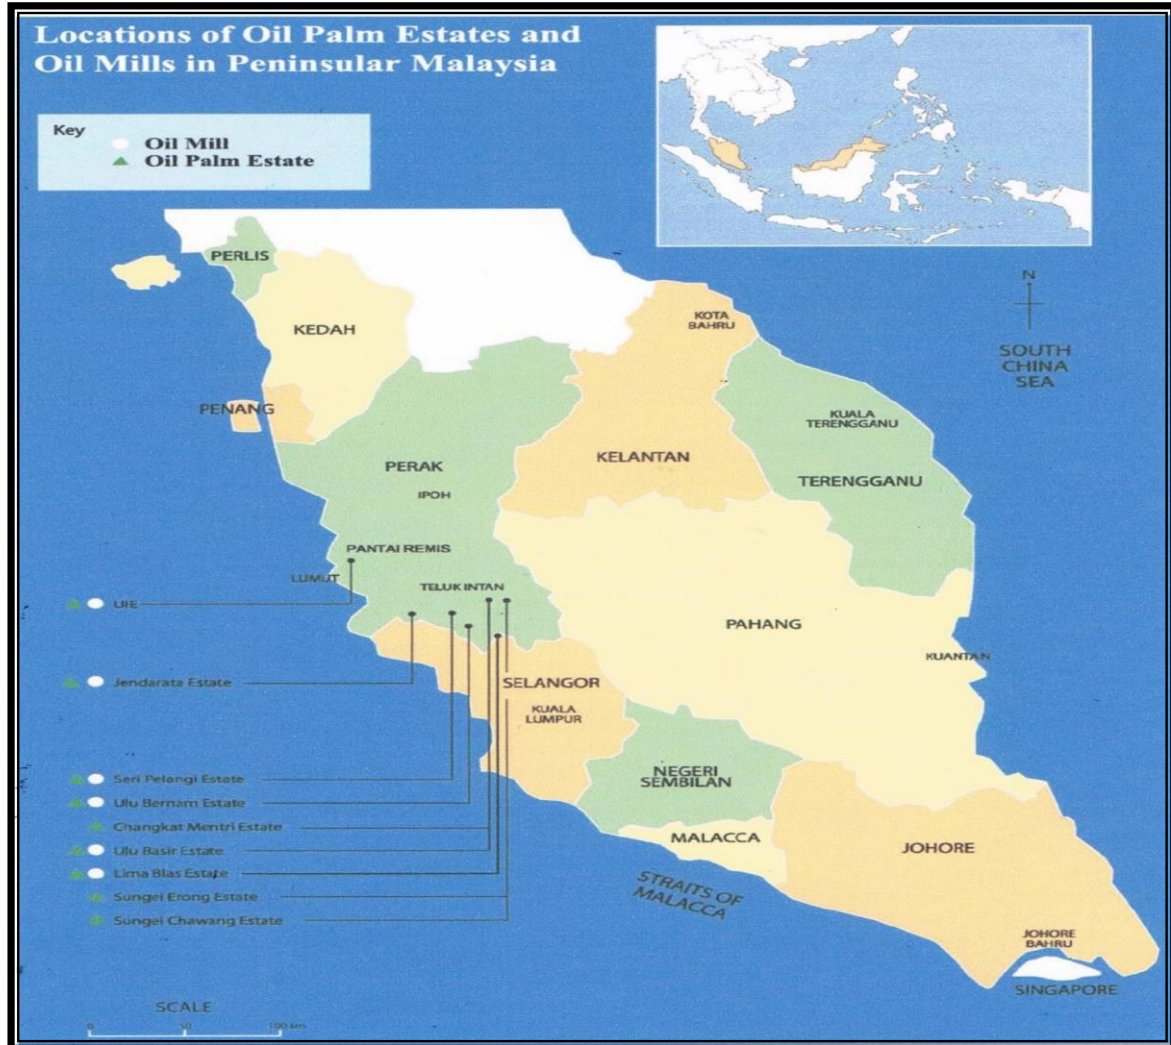 Locations of Oil Palm Estates and
Oil Mills in Peninsular Malaysia
Key
Oil Mill
Oil Palm Estate
N
SOUTH
CHINA
SEA
PERLIS
KEDAH
KOTA
BAHRU
PENANG
KUALA
TERENGGANU
PERAK
KELANTAN
TERENGGANU
IPOH
PANTAI REMIS
LUMUT
TELUK INTAN
UIE
PAHANG
KUANTAN
Jendarata Estate
SELANGOR
KUALA
LUMPUR
Seri Pelangi Estate
NEGERI
SEMBILAN
Ulu Bernam Estate
Changkat Mentri Estate
MALACCA
JOHORE
Ulu Basir Estate
Lima Blas Estate
Sungei Erong Estate
Sungei Chawang Estate
STRAITS OF
MALACCA
JOHORE
BAHRU
SINGAPORE
SCALE
0 50 100 km